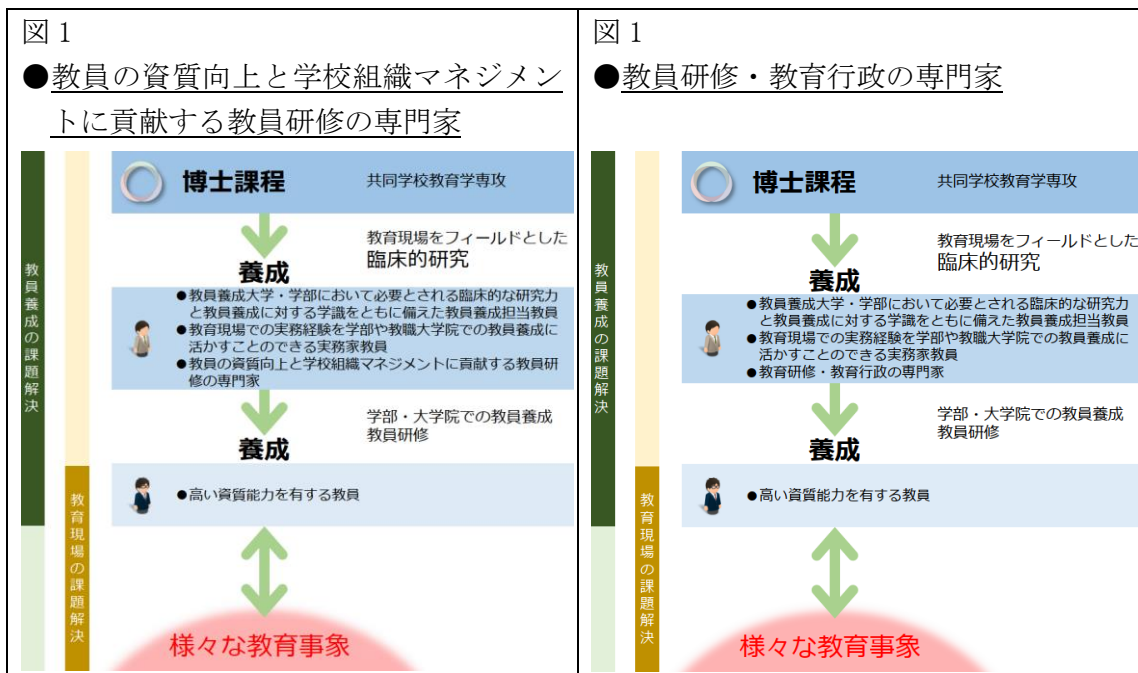 図1
●教員の資質向上と学校組織マネジメン
トに貢献する教員研修の専門家
教員養成の課題解決
教育現場の課題解決
博士課程 共同学校教育学専攻
教育現場をフィールドとした
臨床的研究
養成
●教員養成大学・学部において必要とされる臨床的な研究力
と教員養成に対する学識をともに備えた教員養成担当教員
●教育現場での実務経験を学部や教職大学院での教員養成に
活かすことのできる実務家教員
●教員の資質向上と学校組織マネジメントに貢献する教員研
修の専門家
学部・大学院での教員養成
教員研修
養成
●高い資質能力を有する教員
様々な教育事象
図1
●教員研修・教育行政の専門家
教員養成の課題解決
教育現場の課題解決
博士課程 共同学校教育学専攻
教育現場をフィールドとした
臨床的研究
養成
●教員養成大学・学部において必要とされる臨床的な研究力
と教員養成に対する学識をともに備えた教員養成担当教員
●教育現場での実務経験を学部や教職大学院での教員養成に
活かすことのできる実務家教員
●教育研修・教育行政の専門家
学部・大学院での教員養成
教員研修
養成
●高い資質能力を有する教員
様々な教育事象